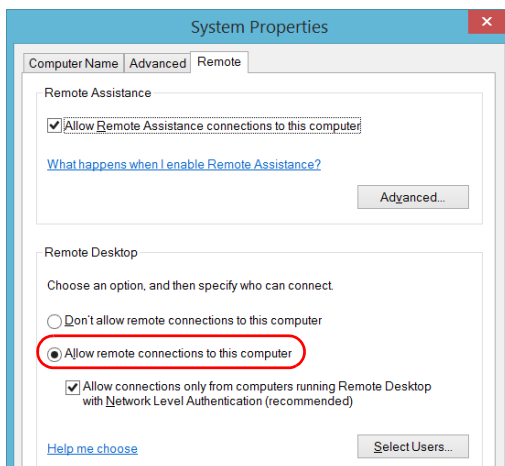 System Properties
Computer Name Advanced Remote
Remote Assistance
Allow Remote Assistance connections to this computer
What happens when I enable Remote Assistance?
Advanced...
Remote Desktop
Choose an option, and then specify who can connect.
Don't allow remote connections to this computer
Allow remote connections to this computer
Allow connections only from computers running Remote Desktop
with Network Level Authentication (recommended)
Help me choose
Select Users...